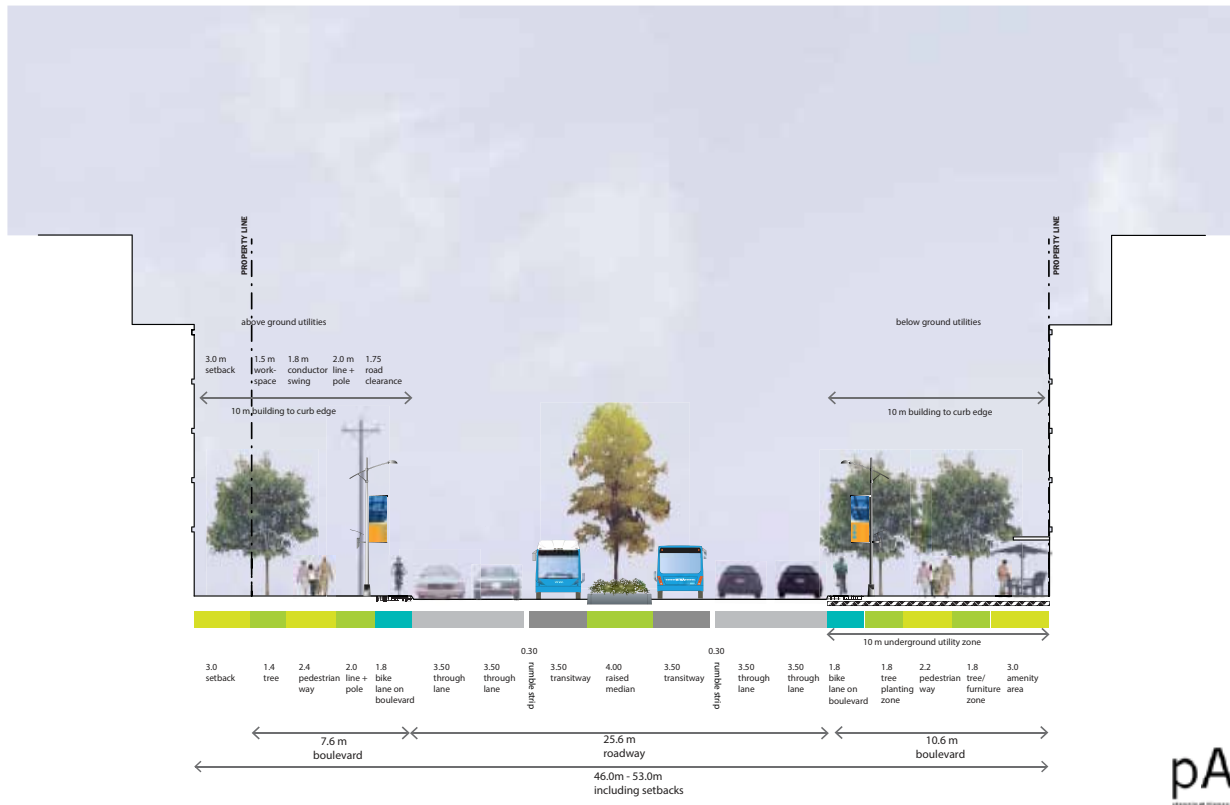 PROPERTY LINE
PROPERTY LINE
above ground utilities
below ground utilities
3.0 m
setback
1.5 m
work-
space
1.8 m
conductor
swing
2.0 m
line +
pole
1.75
road
clearance
10 m building to curb edge
10 m building to curb edge
10 m underground utility zone
3.0
setback
1.4
tree
2.4
pedestrian
way
2.0
line +
pole
1.8
bike
lane on
boulevard
3.50
through
lane
3.50
through
lane
0.30
rumble strip
3.50
transitway
4.00
raised
median
3.50
transitway
0.30
rumble strip
3.50
through
lane
3.50
through
lane
1.8
bike
lane on
boulevard
1.8
tree
planting
zone
2.2
pedestrian
way
1.8
tree/
furniture
zone
3.0
amenity
area
7.6 m
boulevard
25.6 m
roadway
10.6 m
boulevard
46.0m - 53.0m
including setbacks
pA